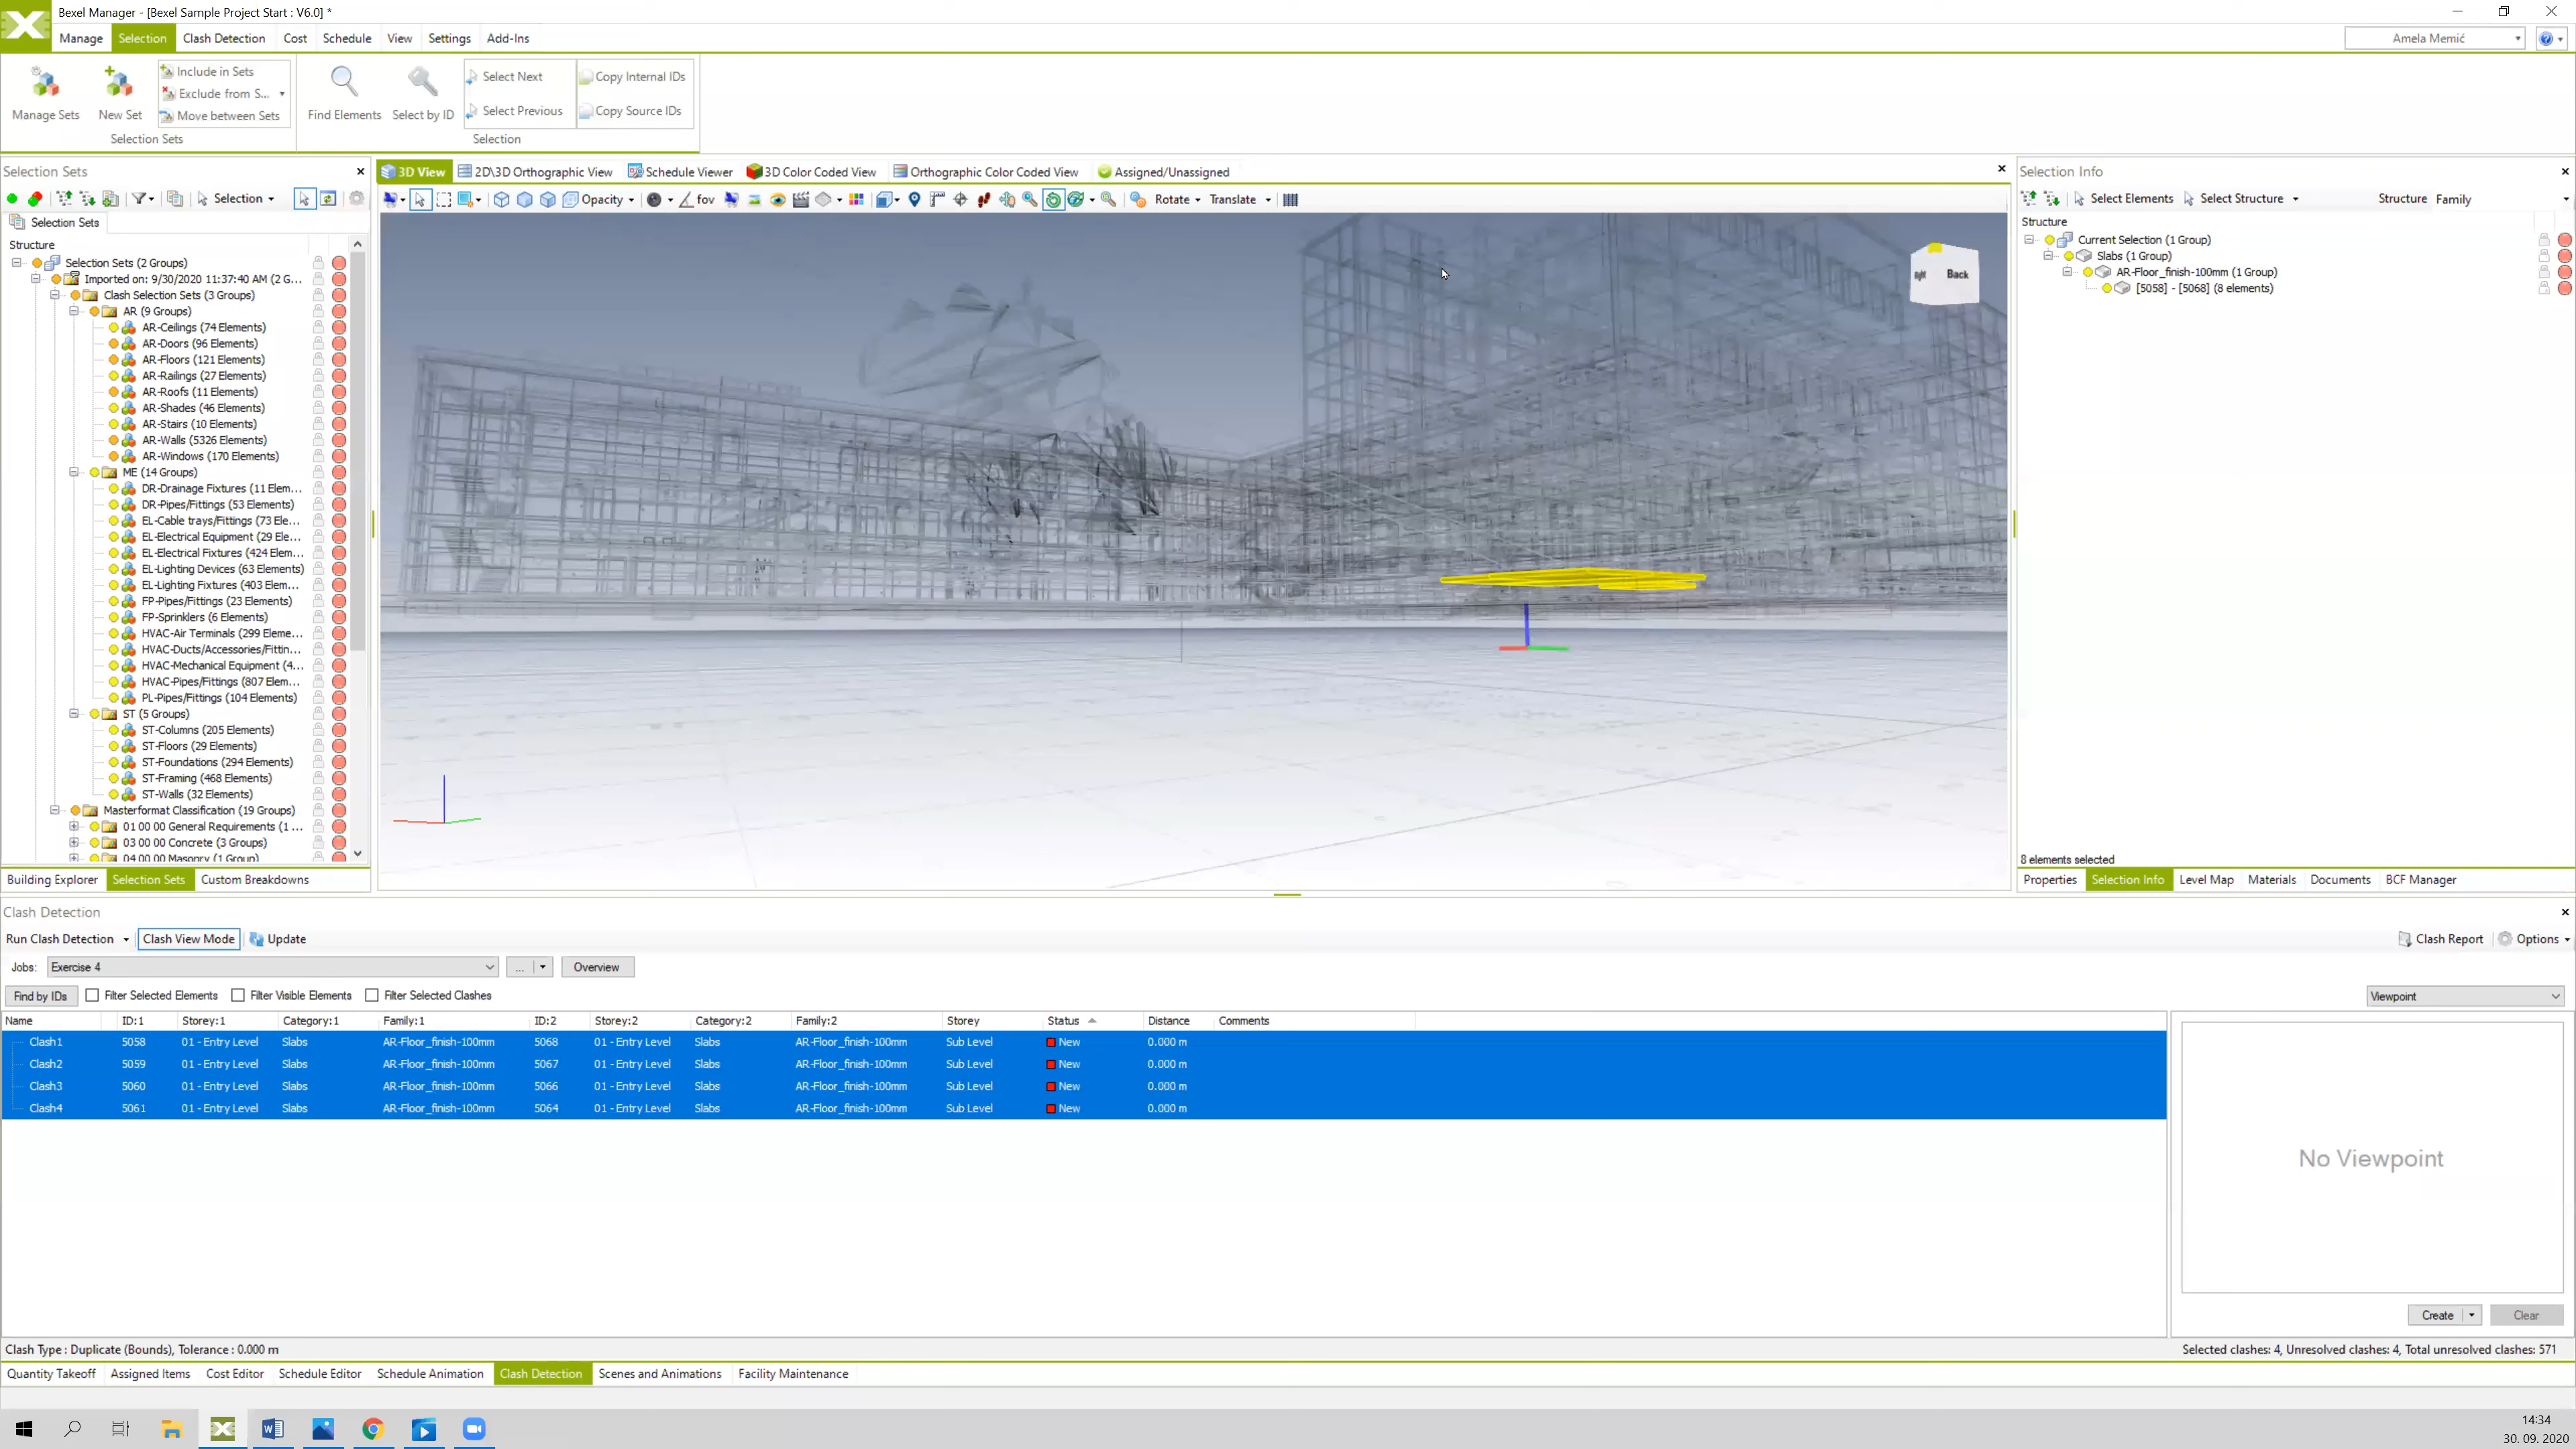 Bexel Manager - [Bexel Sample Project Start : V6.0] *
Manage Selection Clash Detection Cost Schedule View Settings Add-Ins
Amela Memić
Manage Sets
New Set
Include in Sets
Exclude from S...
Move between Sets
Selection Sets
Find Elements
Select by ID
Select Next
Select Previous
Copy Internal IDs
Copy Source IDs
Selection
Selection Sets
Selection
Selection Sets
Structure
Selection Sets (2 Groups)
Imported on: 9/30/2020 11:37:40 AM (2 G...
Clash Selection Sets (3 Groups)
AR (9 Groups)
AR-Ceilings (74 Elements)
AR-Doors (96 Elements)
AR-Floors (121 Elements)
AR-Railings (27 Elements)
AR-Roofs (11 Elements)
AR-Shades (46 Elements)
AR-Stairs (10 Elements)
AR-Walls (5326 Elements)
AR-Windows (170 Elements)
ME (14 Groups)
DR-Drainage Fixtures (11 Elem...
DR-Pipes/Fittings (53 Elements)
EL-Cable trays/Fittings (73 Ele...
EL-Electrical Equipment (29 Ele...
EL-Electrical Fixtures (424 Elem...
EL-Lighting Devices (63 Elements)
EL-Lighting Fixtures (403 Elem...
FP-Pipes/Fittings (23 Elements)
FP-Sprinklers (6 Elements)
HVAC-Air Terminals (299 Eleme...
HVAC-Ducts/Accessories/Fittin...
HVAC-Mechanical Equipment (4...
HVAC-Pipes/Fittings (807 Elem...
PL-Pipes/Fittings (104 Elements)
ST (5 Groups)
ST-Columns (205 Elements)
ST-Floors (29 Elements)
ST-Foundations (294 Elements)
ST-Framing (468 Elements)
ST-Walls (32 Elements)
Masterformat Classification (19 Groups)
01 00 00 General Requirements (1 ...
03 00 00 Concrete (3 Groups)
04 00 00 Masonry (1 Group)
Building Explorer Selection Sets Custom Breakdowns
3D View 2D\3D Orthographic View Schedule Viewer 3D Color Coded View Orthographic Color Coded View Assigned/Unassigned
Opacity fov Rotate Translate
Right Back
Selection Info
Select Elements Select Structure Structure Family
Structure
Current Selection (1 Group)
Slabs (1 Group)
AR-Floor_finish-100mm (1 Group)
[5058] - [5068] (8 elements)
8 elements selected
Properties Selection Info Level Map Materials Documents BCF Manager
Clash Detection
Run Clash Detection Clash View Mode Update Clash Report Options
Jobs: Exercise 4 ... Overview
Find by IDs Filter Selected Elements Filter Visible Elements Filter Selected Clashes Viewpoint
Name ID:1 Storey:1 Category:1 Family:1 ID:2 Storey:2 Category:2 Family:2 Storey Status Distance Comments
Clash1 5058 01 - Entry Level Slabs AR-Floor_finish-100mm 5068 01 - Entry Level Slabs AR-Floor_finish-100mm Sub Level New 0.000 m
Clash2 5059 01 - Entry Level Slabs AR-Floor_finish-100mm 5067 01 - Entry Level Slabs AR-Floor_finish-100mm Sub Level New 0.000 m
Clash3 5060 01 - Entry Level Slabs AR-Floor_finish-100mm 5066 01 - Entry Level Slabs AR-Floor_finish-100mm Sub Level New 0.000 m
Clash4 5061 01 - Entry Level Slabs AR-Floor_finish-100mm 5064 01 - Entry Level Slabs AR-Floor_finish-100mm Sub Level New 0.000 m
No Viewpoint
Create Clear
Clash Type : Duplicate (Bounds), Tolerance : 0.000 m
Selected clashes: 4, Unresolved clashes: 4, Total unresolved clashes: 571
Quantity Takeoff Assigned Items Cost Editor Schedule Editor Schedule Animation Clash Detection Scenes and Animations Facility Maintenance
14:34
30. 09. 2020